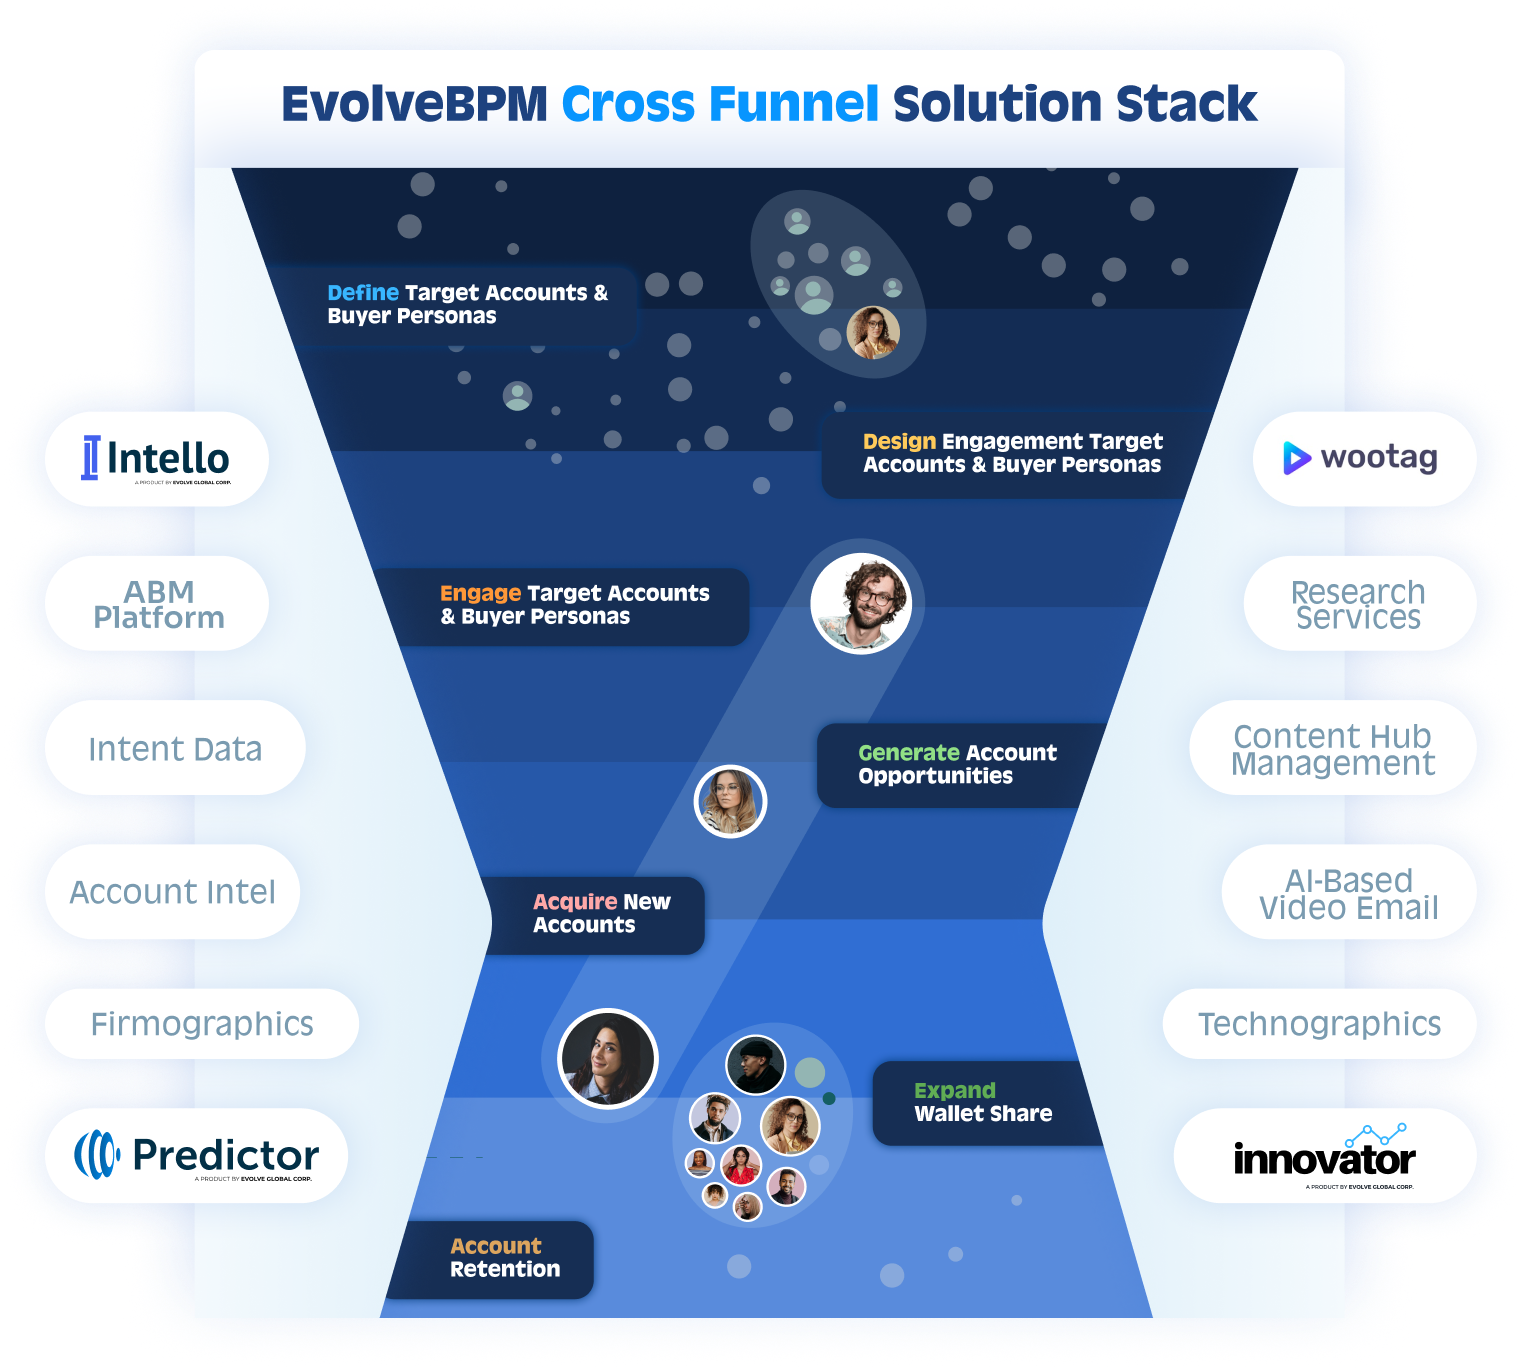 EvolveBPM Cross Funnel Solution Stack
Define Target Accounts &
Buyer Personas
Design Engagement Target
Accounts & Buyer Personas
Engage Target Accounts
& Buyer Personas
Generate Account
Opportunities
Acquire New
Accounts
Expand
Wallet Share
Account
Retention
Intello
A PRODUCT BY EVOLVE GLOBAL CORP.
ABM
Platform
Intent Data
Account Intel
Firmographics
Predictor
A PRODUCT BY EVOLVE GLOBAL CORP.
wootag
Research
Services
Content Hub
Management
AI-Based
Video Email
Technographics
innovator
A PRODUCT BY EVOLVE GLOBAL CORP.